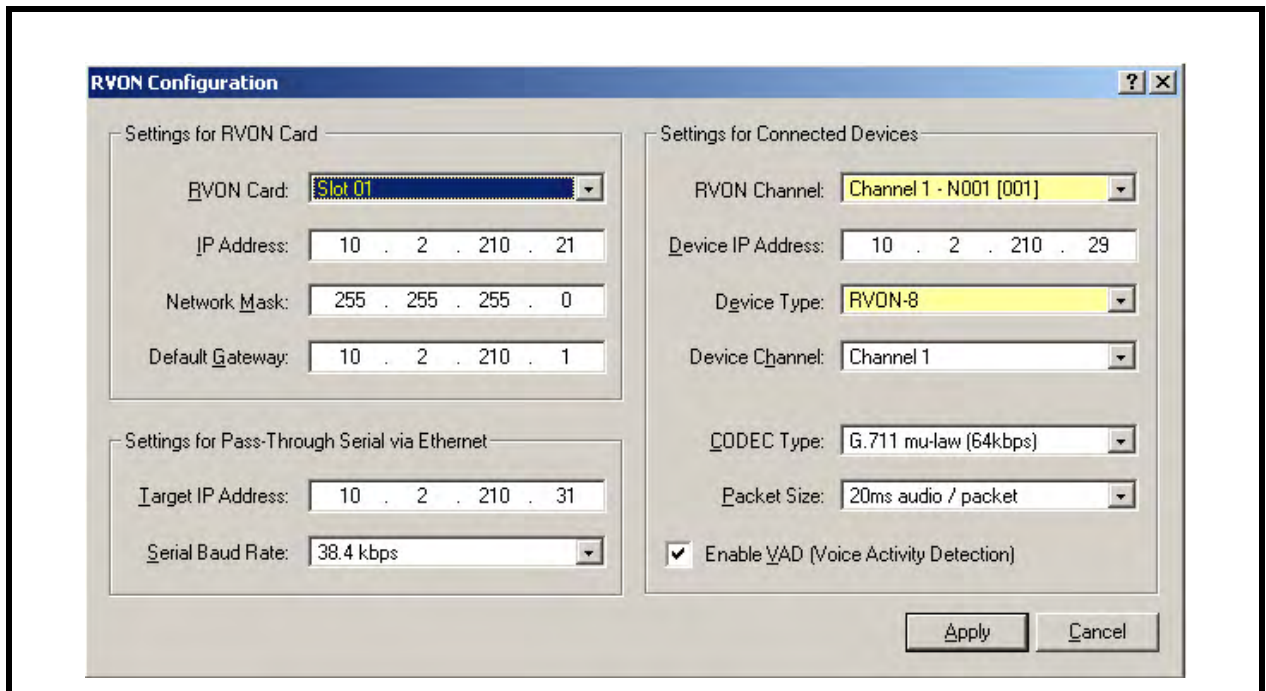 RVON Configuration
Settings for RVON Card
RVON Card: Slot 01
IP Address: 10 . 2 . 210 . 21
Network Mask: 255 . 255 . 255 . 0
Default Gateway: 10 . 2 . 210 . 1
Settings for Pass-Through Serial via Ethernet
Target IP Address: 10 . 2 . 210 . 31
Serial Baud Rate: 38.4 kbps
Settings for Connected Devices
RVON Channel: Channel 1 - N001 [001]
Device IP Address: 10 . 2 . 210 . 29
Device Type: RVON-8
Device Channel: Channel 1
CODEC Type: G.711 mu-law (64kbps)
Packet Size: 20ms audio / packet
Enable VAD (Voice Activity Detection)
Apply Cancel